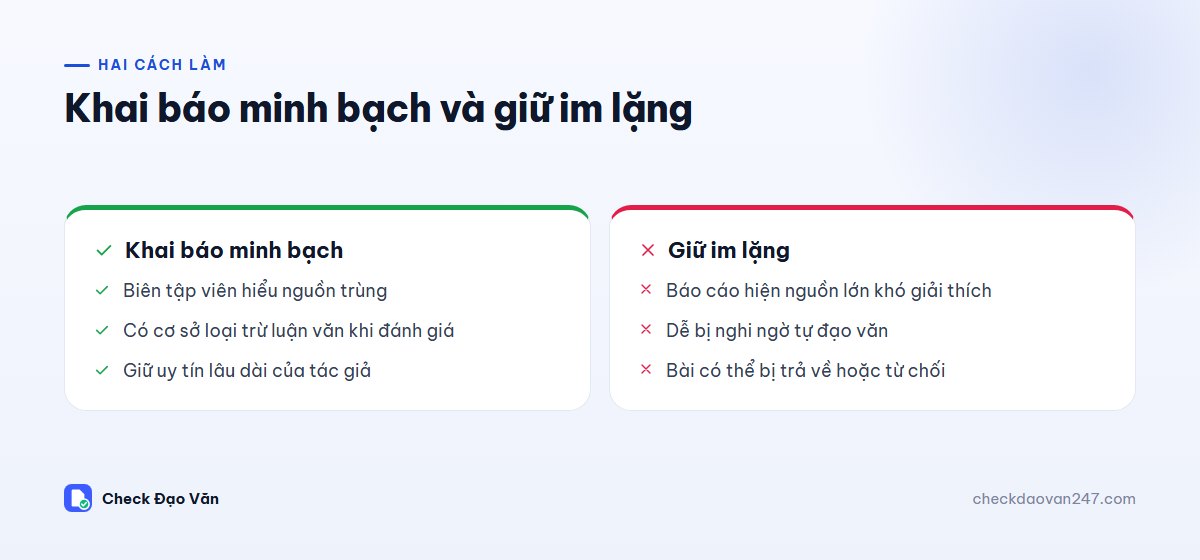 HAI CÁCH LÀM
Khai báo minh bạch và giữ im lặng
Khai báo minh bạch
Biên tập viên hiểu nguồn trùng
Có cơ sở loại trừ luận văn khi đánh giá
Giữ uy tín lâu dài của tác giả
Giữ im lặng
Báo cáo hiện nguồn lớn khó giải thích
Dễ bị nghi ngờ tự đạo văn
Bài có thể bị trả về hoặc từ chối
Check Đạo Văn
checkdaovan247.com